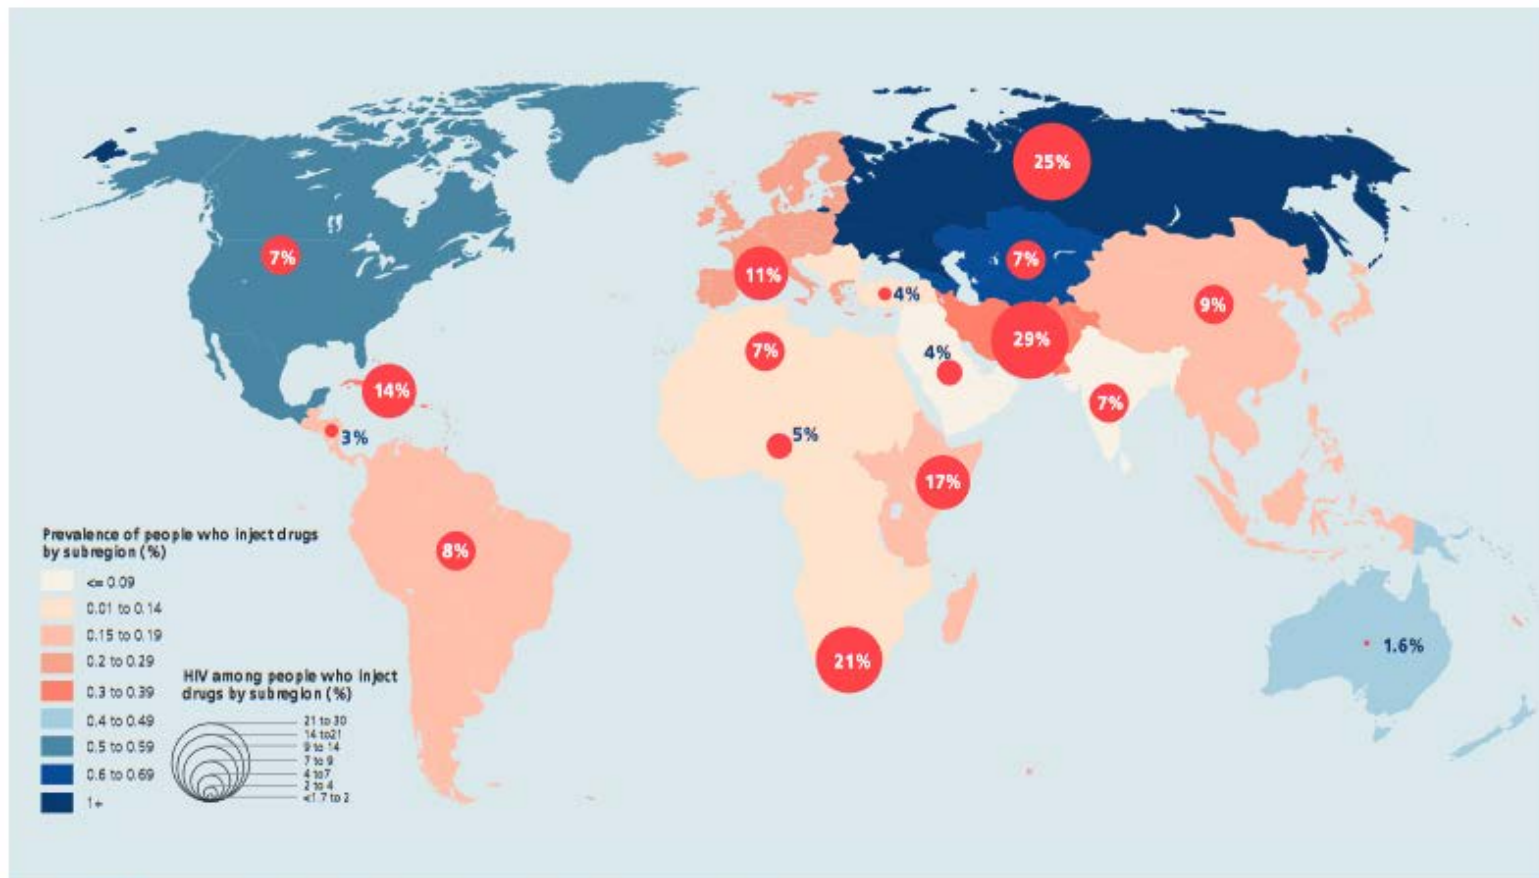 25%
7%
11%
7%
4%
9%
29%
7%
4%
14%
7%
3%
5%
17%
8%
21%
1.6%
Prevalence of people who inject drugs
by subregion (%)
<= 0.09
0.01 to 0.14
0.15 to 0.19
0.2 to 0.29
0.3 to 0.39
0.4 to 0.49
0.5 to 0.59
0.6 to 0.69
1+
HIV among people who inject
drugs by subregion (%)
21 to 30
14 to21
9 to 14
7 to 9
4 to7
2 to 4
<1.7 to 2